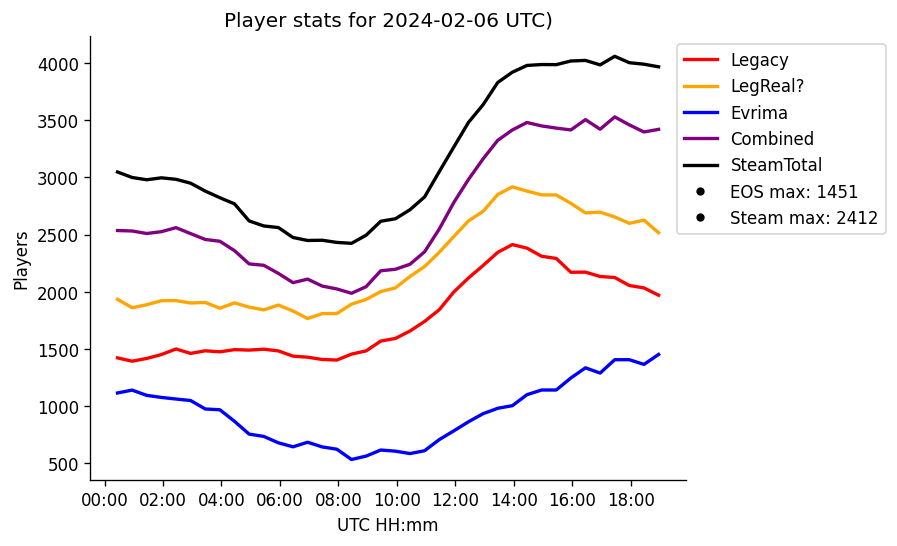 Player stats for 2024-02-06 UTC)
4000
3500
3000
2500
2000
1500
1000
500
Players
00:00 02:00 04:00 06:00 08:00 10:00 12:00 14:00 16:00 18:00
UTC HH:mm
Legacy
LegReal?
Evrima
Combined
SteamTotal
EOS max: 1451
Steam max: 2412